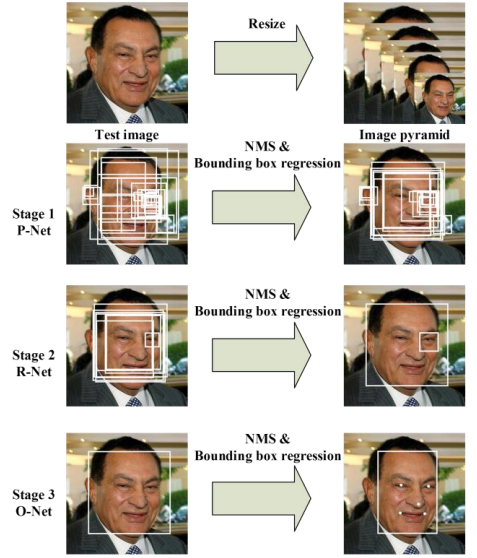 Resize
Test image
Image pyramid
NMS &
Bounding box regression
Stage 1
P-Net
NMS &
Bounding box regression
Stage 2
R-Net
NMS &
Bounding box regression
Stage 3
O-Net